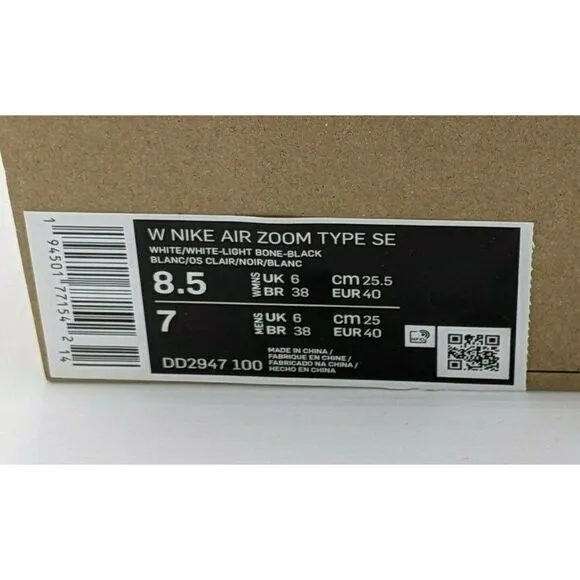 W NIKE AIR ZOOM TYPE SE
WHITE/WHITE-LIGHT BONE-BLACK
BLANC/OS CLAIR/NOIR/BLANC
8.5 WMNS UK 6 CM 25.5
BR 38 EUR 40
7 MENS UK 6 CM 25
BR 38 EUR 40
DD2947 100
MADE IN CHINA/
FABRIQUE EN CHINE/
FABRICADO NA CHINA/
HECHO EN CHINA
1 94501 77154 2 14